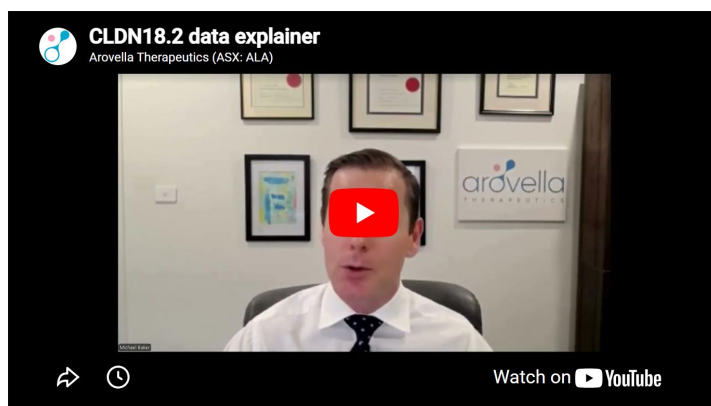 CLDN18.2 data explainer
Arovella Therapeutics (ASX: ALA)
arovella
THERAPEUTICS
Michael Baker
Watch on YouTube